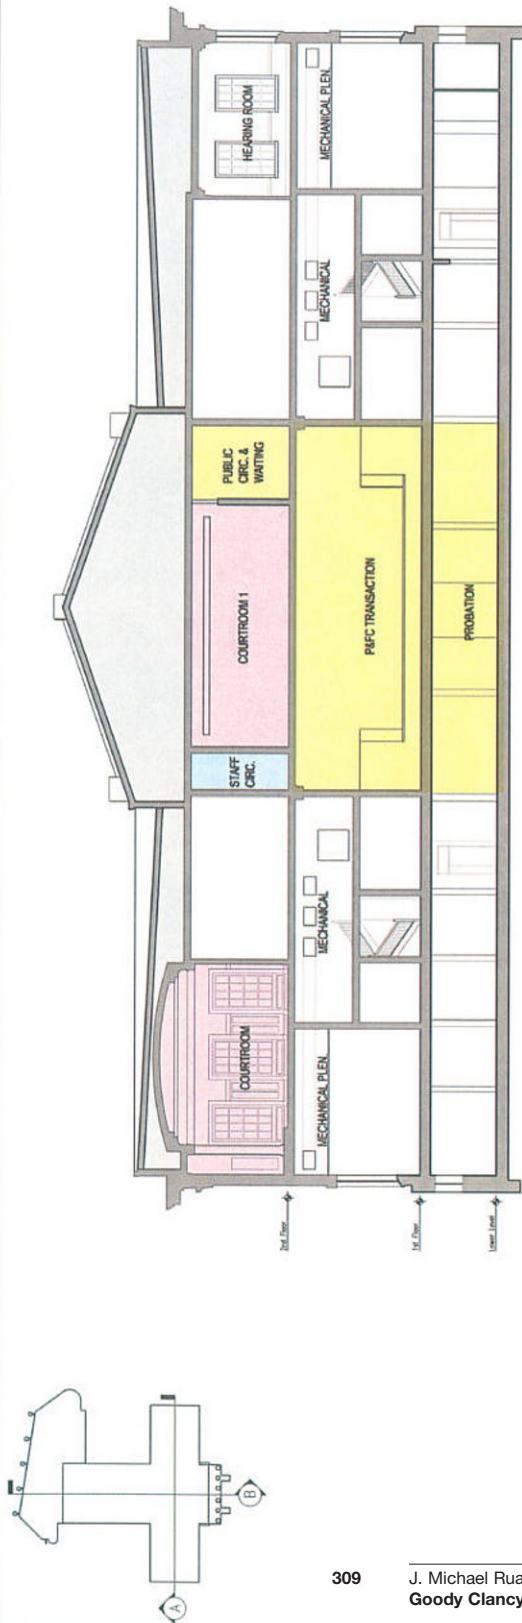 COURTROOM
STAFF
CIRC.
COURTROOM 1
PUBLIC
CIRC. &
WAITING
HEARING ROOM
2nd Floor
MECHANICAL PLEN.
MECHANICAL
P&FC TRANSACTION
MECHANICAL
MECHANICAL PLEN.
1st Floor
PROBATION
Lower Level
A
B
309
J. Michael Rua
Goody Clancy